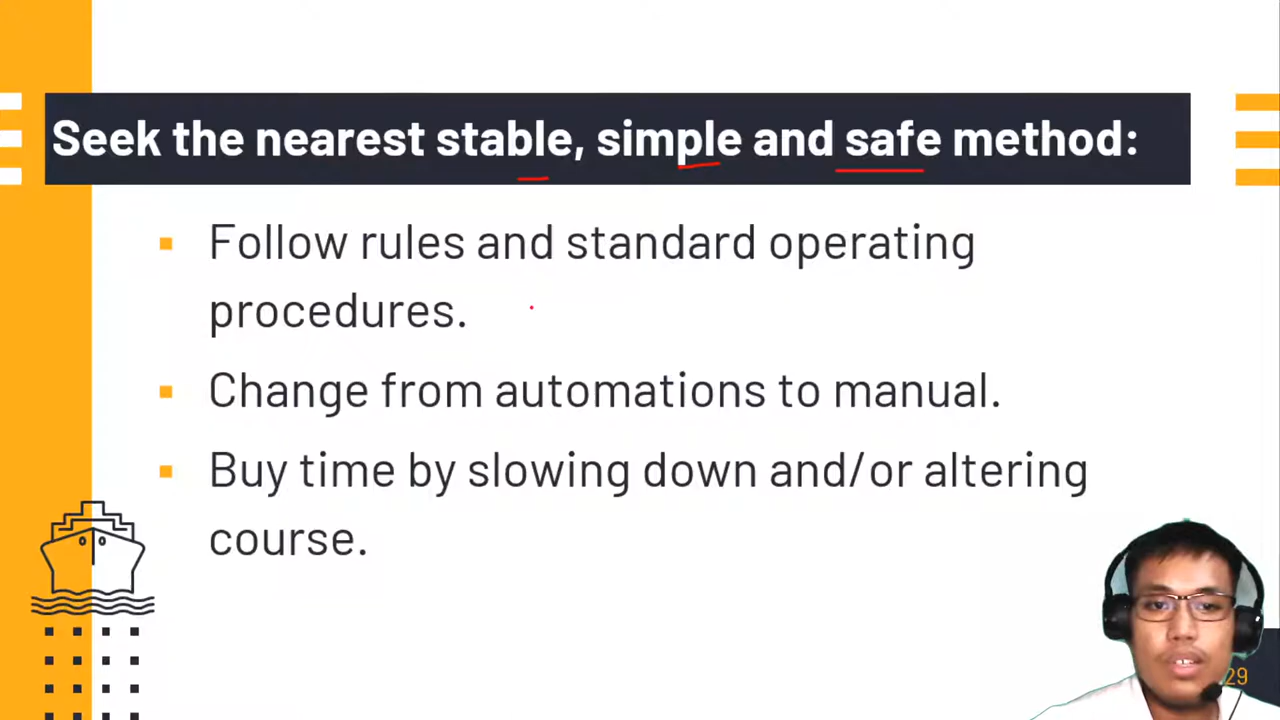 Seek the nearest stable, simple and safe method:
▪ Follow rules and standard operating
procedures.
▪ Change from automations to manual.
▪ Buy time by slowing down and/or altering
course.
29